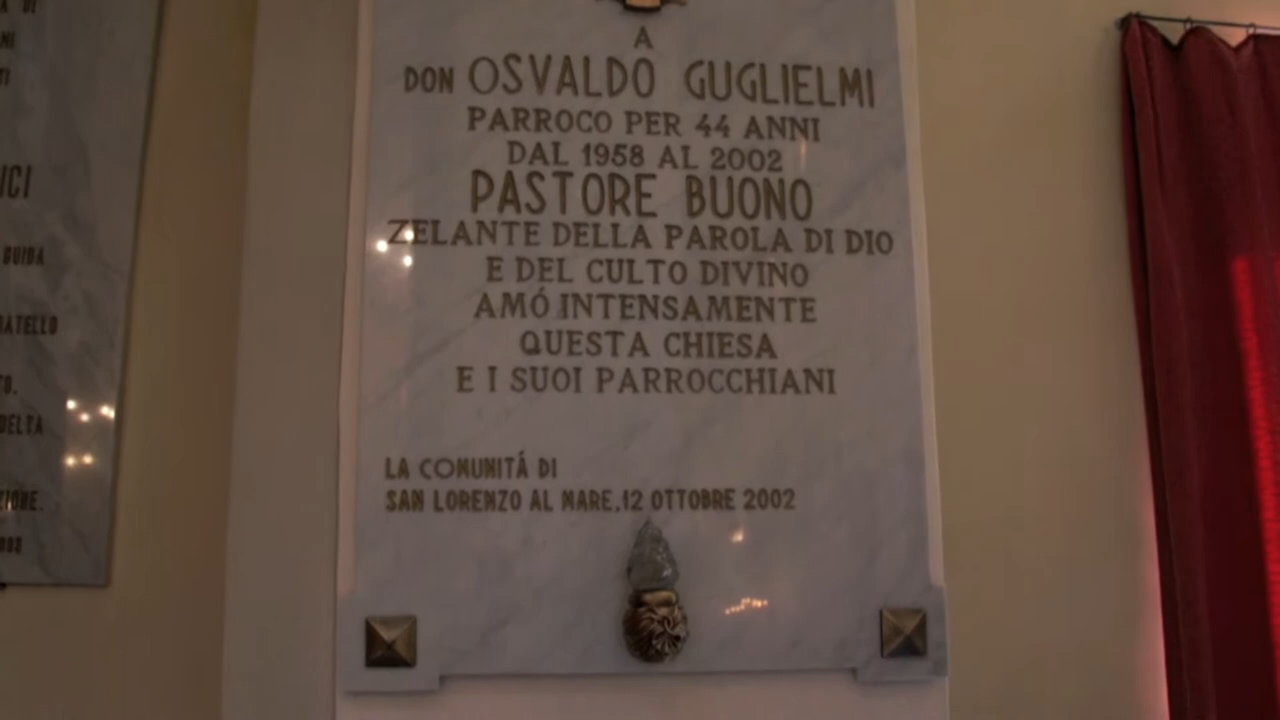 A
DON OSVALDO GUGLIELMI
PARROCO PER 44 ANNI
DAL 1958 AL 2002
PASTORE BUONO
ZELANTE DELLA PAROLA DI DIO
E DEL CULTO DIVINO
AMÓ INTENSAMENTE
QUESTA CHIESA
E I SUOI PARROCCHIANI
LA COMUNITÁ DI
SAN LORENZO AL MARE, 12 OTTOBRE 2002
GUIDA